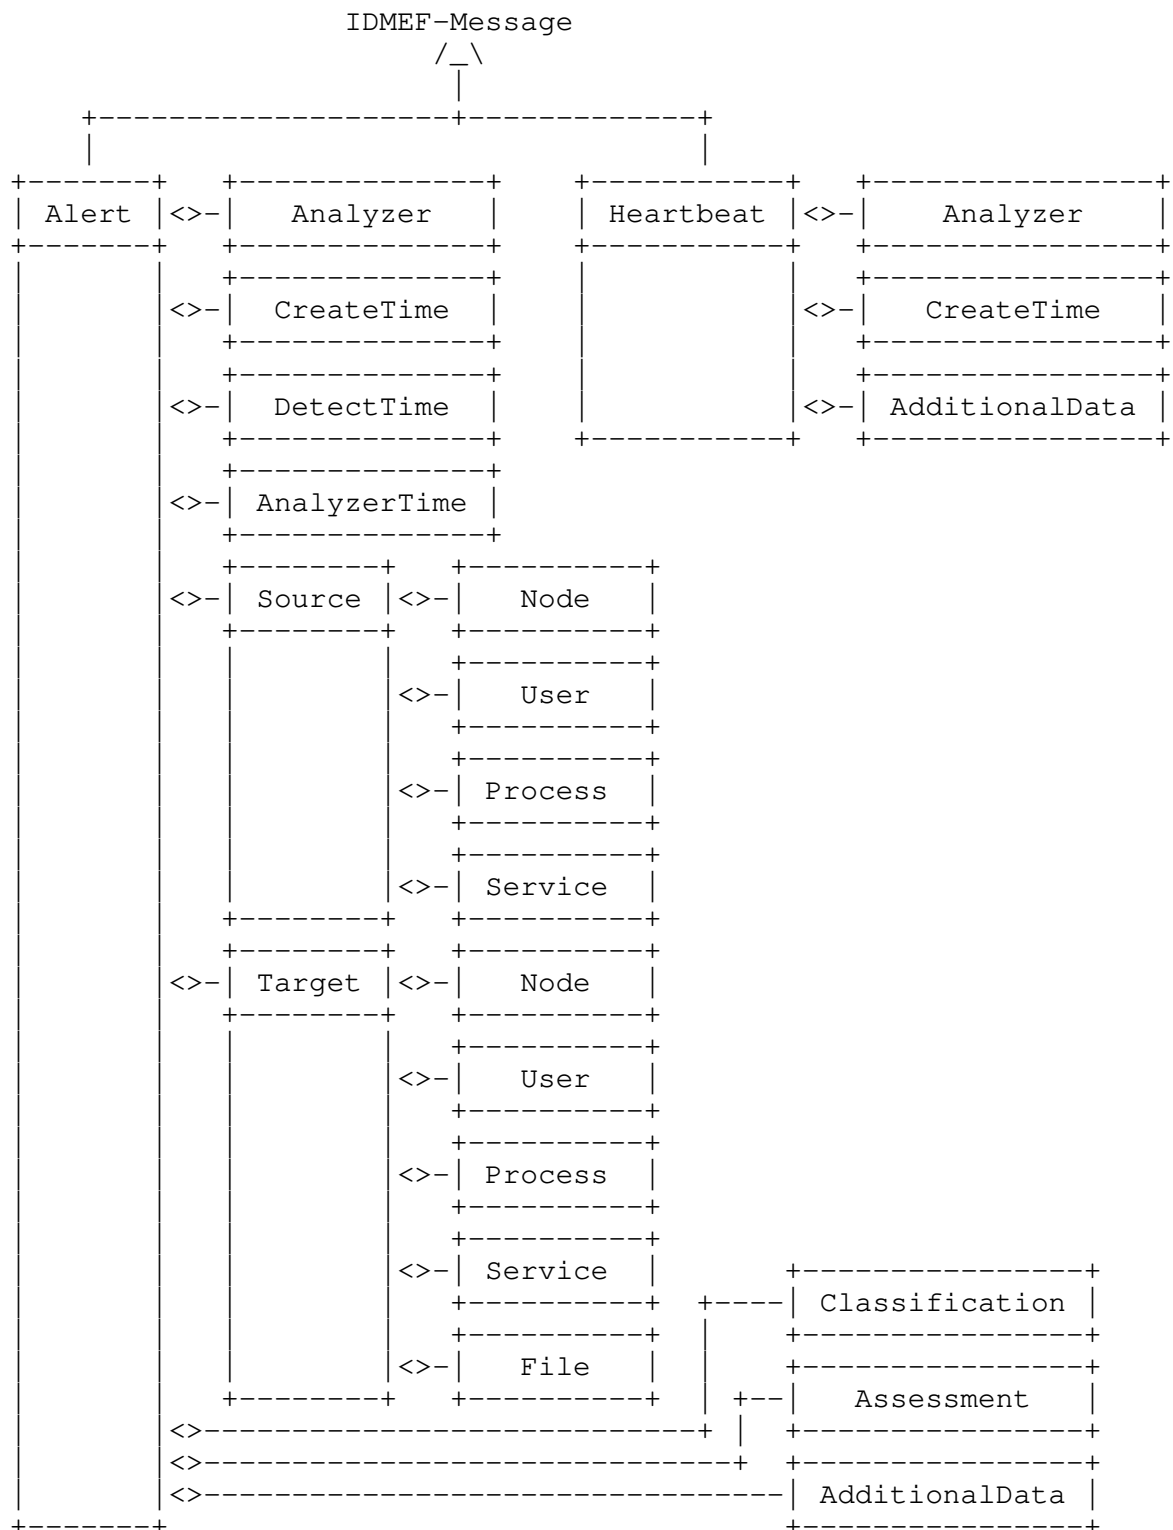 IDMEF-Message
Alert Analyzer Heartbeat Analyzer
CreateTime CreateTime
DetectTime AdditionalData
AnalyzerTime
Source Node
User
Process
Service
Target Node
User
Process
Service
Classification
File
Assessment
AdditionalData